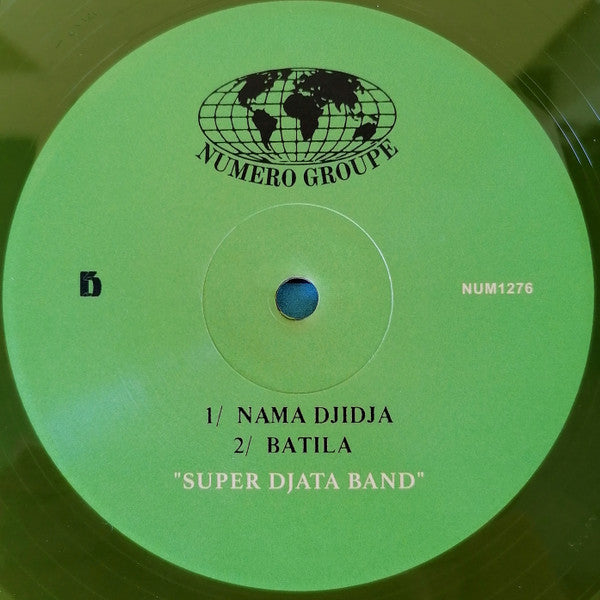 NUMERO GROUPE
b
NUM1276
1/ NAMA DJIDJA
2/ BATILA
"SUPER DJATA BAND"